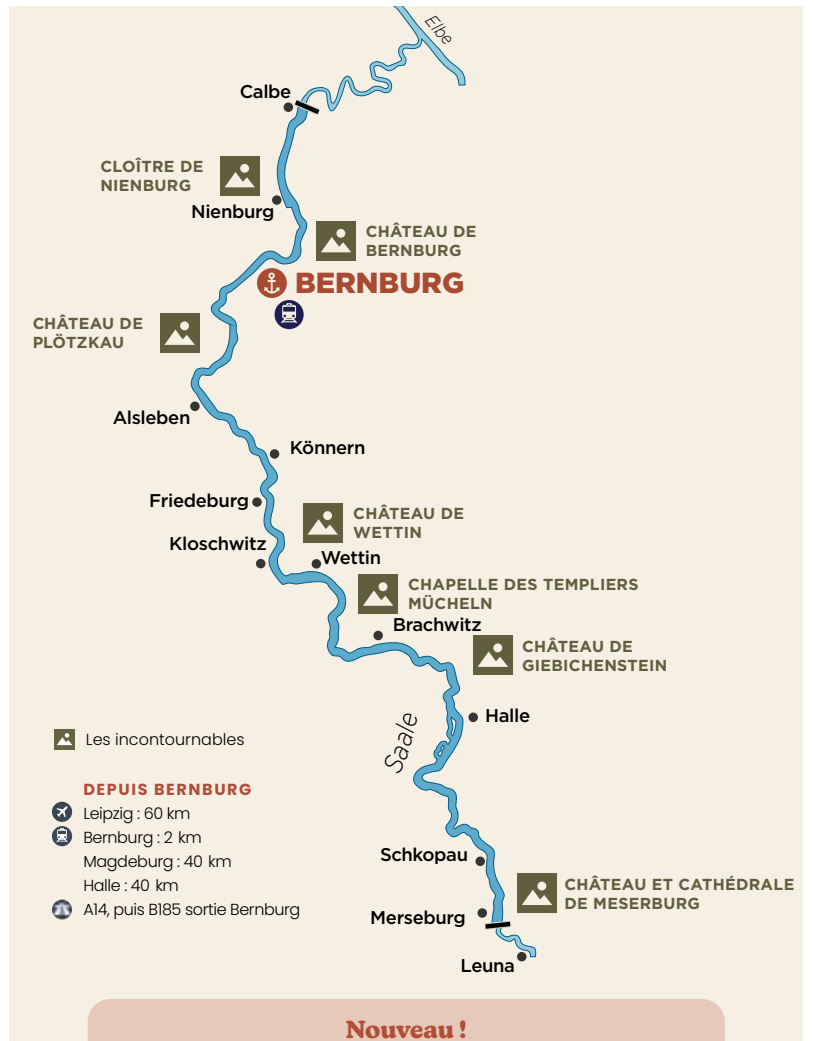 Elbe
Calbe
CLOÎTRE DE
NIENBURG
Nienburg
CHÂTEAU DE
BERNBURG
BERNBURG
CHÂTEAU DE
PLÖTZKAU
Alsleben
Könnern
Friedeburg
CHÂTEAU DE
WETTIN
Kloschwitz
Wettin
CHAPELLE DES TEMPLIERS
MÜCHELN
Brachwitz
CHÂTEAU DE
GIEBICHENSTEIN
Halle
Saale
Les incontournables
DEPUIS BERNBURG
Leipzig : 60 km
Bernburg : 2 km
Magdeburg : 40 km
Halle : 40 km
A14, puis B185 sortie Bernburg
Schkopau
CHÂTEAU ET CATHÉDRALE
DE MESERBURG
Merseburg
Leuna
Nouveau !